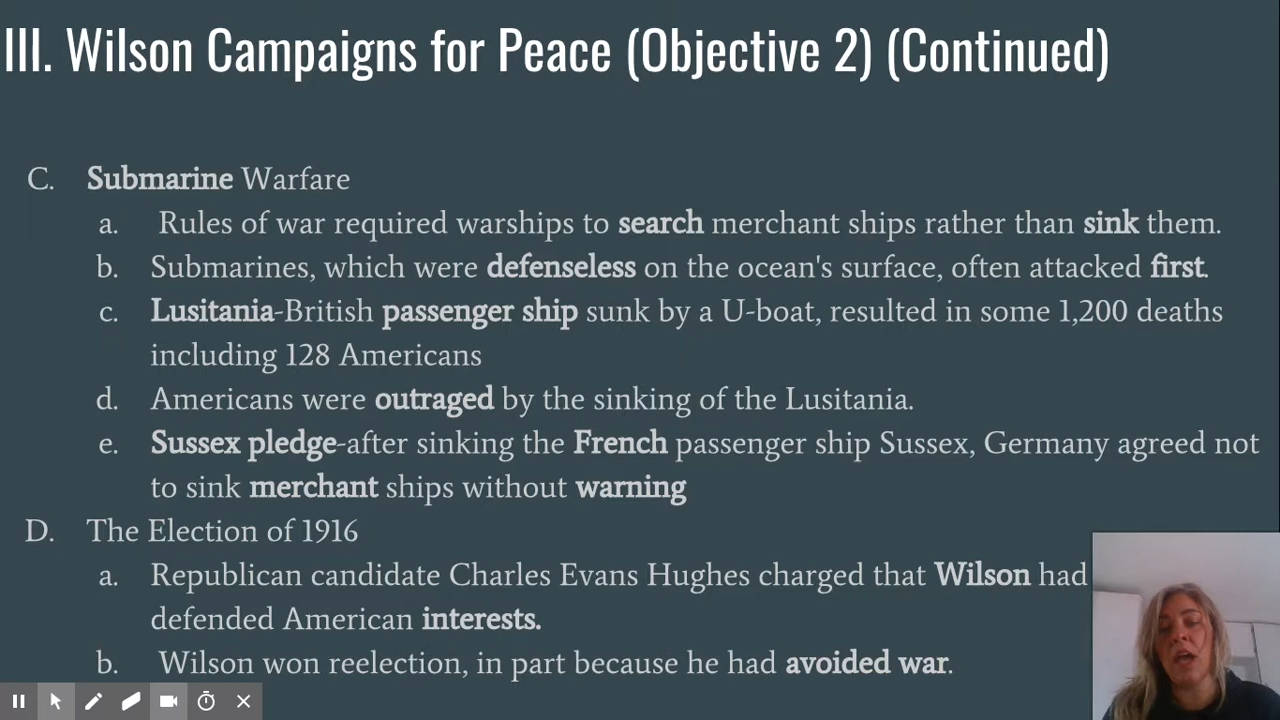 III. Wilson Campaigns for Peace (Objective 2) (Continued)
C. Submarine Warfare
a. Rules of war required warships to search merchant ships rather than sink them.
b. Submarines, which were defenseless on the ocean's surface, often attacked first.
c. Lusitania-British passenger ship sunk by a U-boat, resulted in some 1,200 deaths
including 128 Americans
d. Americans were outraged by the sinking of the Lusitania.
e. Sussex pledge-after sinking the French passenger ship Sussex, Germany agreed not
to sink merchant ships without warning
D. The Election of 1916
a. Republican candidate Charles Evans Hughes charged that Wilson had
defended American interests.
b. Wilson won reelection, in part because he had avoided war.